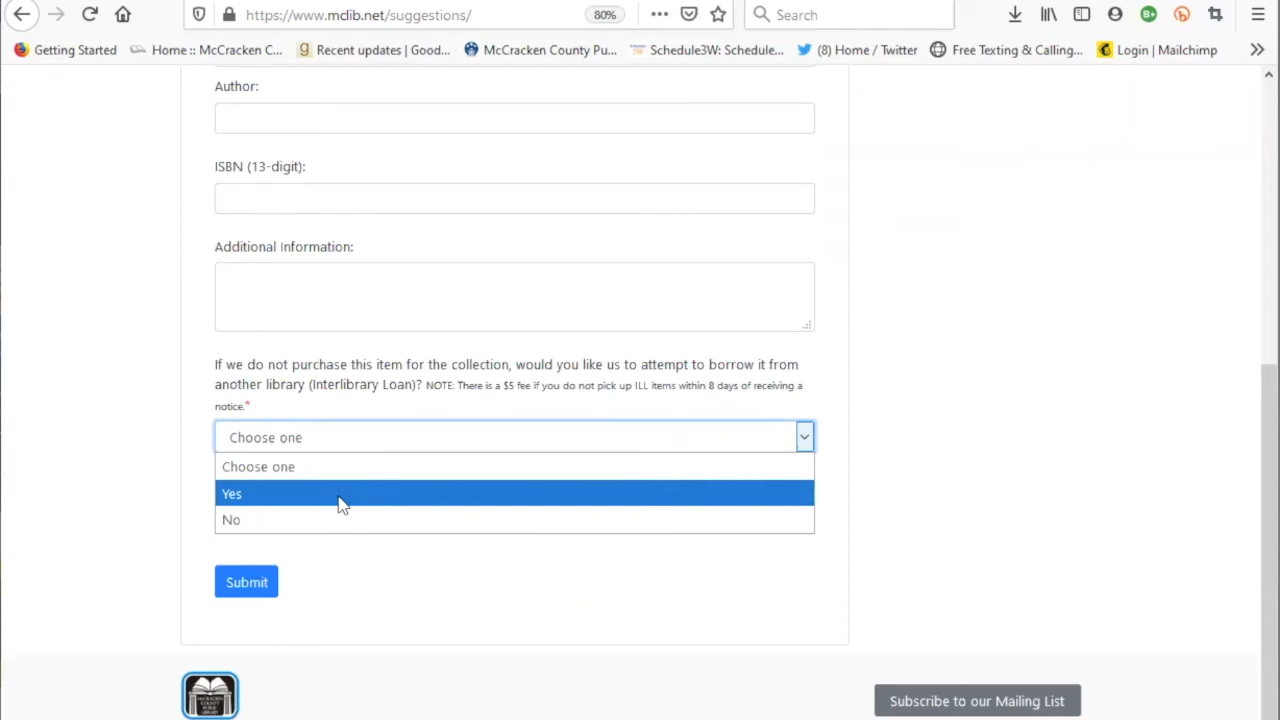 https://www.mclib.net/suggestions/
80%
Search
Getting Started
Home :: McCracken C...
Recent updates | Good...
McCracken County Pu...
Schedule3W: Schedule...
(8) Home / Twitter
Free Texting & Calling...
Login | Mailchimp
Author:
ISBN (13-digit):
Additional Information:
If we do not purchase this item for the collection, would you like us to attempt to borrow it from
another library (Interlibrary Loan)? NOTE: There is a $5 fee if you do not pick up ILL items within 8 days of receiving a
notice.*
Choose one
Choose one
Yes
No
Submit
McCRACKEN
COUNTY
PUBLIC
LIBRARY
Subscribe to our Mailing List